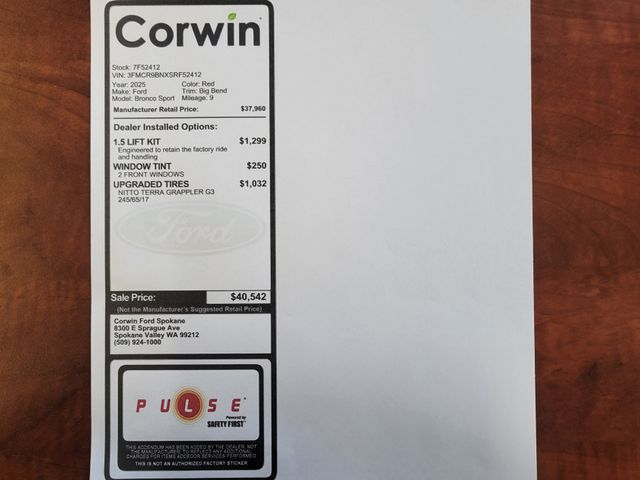 Corwin
Stock: 7F52412
VIN: 3FMCR9BNXSRF52412
Year: 2025 Color: Red
Make: Ford Trim: Big Bend
Model: Bronco Sport Mileage: 9
Manufacturer Retail Price: $37,960
Dealer Installed Options:
1.5 LIFT KIT $1,299
Engineered to retain the factory ride
and handling
WINDOW TINT $250
2 FRONT WINDOWS
UPGRADED TIRES $1,032
NITTO TERRA GRAPPLER G3
245/65/17
Ford
Sale Price: $40,542
(Not the Manufacturer's Suggested Retail Price)
Corwin Ford Spokane
8300 E Sprague Ave
Spokane Valley WA 99212
(509) 924-1000
PULSE
Powered by
SAFETY FIRST
THIS ADDENDUM HAS BEEN ADDED BY THE DEALER, NOT
THE MANUFACTURER, TO REFLECT ANY ADDITIONAL
CHARGES FOR ITEMS AND/OR SERVICES PERFORMED
THIS IS NOT AN AUTHORIZED FACTORY STICKER